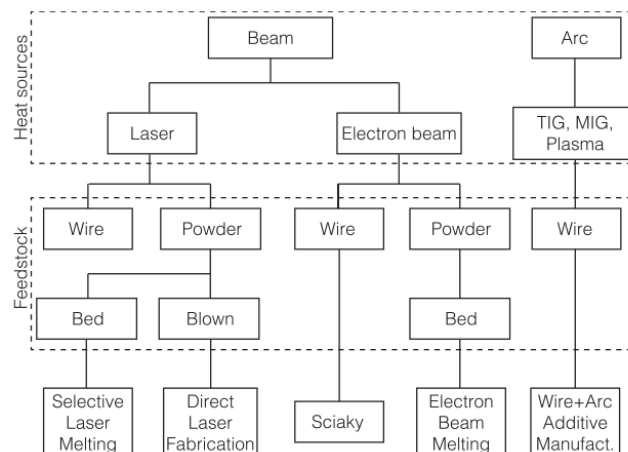 Heat sources
Beam
Arc
Laser
Electron beam
TIG, MIG,
Plasma
Feedstock
Wire
Powder
Wire
Powder
Wire
Bed
Blown
Bed
Selective
Laser
Melting
Direct
Laser
Fabrication
Sciaky
Electron
Beam
Melting
Wire+Arc
Additive
Manufact.